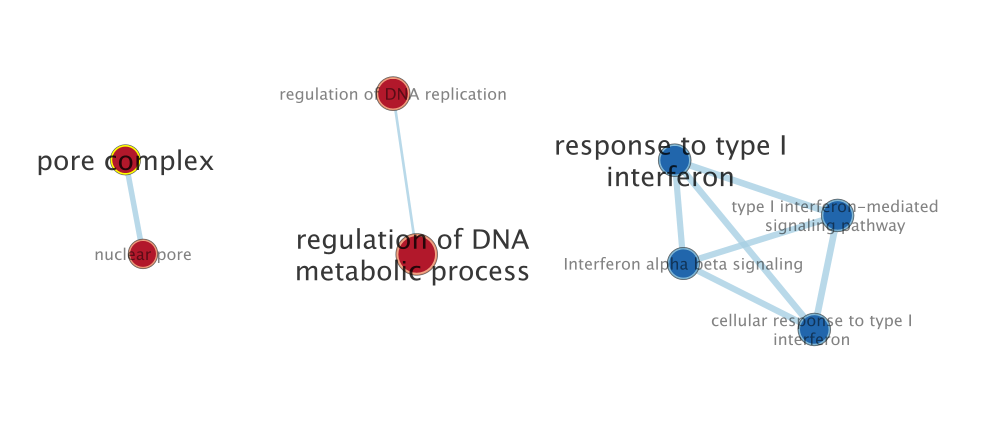 pore complex
nuclear pore
regulation of DNA replication
regulation of DNA
metabolic process
response to type I
interferon
type I interferon-mediated
signaling pathway
Interferon alpha beta signaling
cellular response to type I
interferon